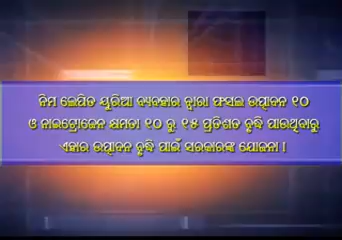 ନିମ ଲେପିତ ୟୁରିଆ ବ୍ୟବହାର ଦ୍ୱାରା ଫସଲ ଉତ୍ପାଦନ ୧୦
ଓ ନାଇଟ୍ରୋଜେନ କ୍ଷମତା ୧୦ ରୁ ୧୫ ପ୍ରତିଶତ ବୃଦ୍ଧି ପାଉଥିବାରୁ
ଏହାର ଉତ୍ପାଦନ ବୃଦ୍ଧି ପାଇଁ ସରକାରଙ୍କ ଯୋଜନା ।